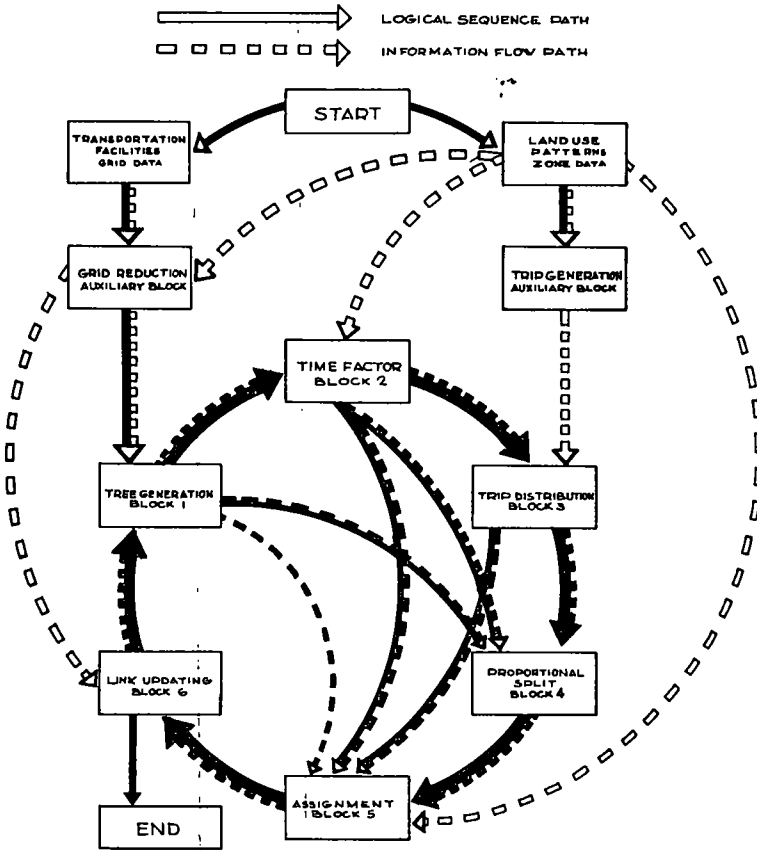 LOGICAL SEQUENCE PATH
INFORMATION FLOW PATH
START
TRANSPORTATION
FACILITIES
GRID DATA
LAND USE
PATTERNS
ZONE DATA
GRID REDUCTION
AUXILIARY BLOCK
TRIP GENERATION
AUXILIARY BLOCK
TIME FACTOR
BLOCK 2
TREE GENERATION
BLOCK 1
TRIP DISTRIBUTION
BLOCK 3
LINK UPDATING
BLOCK 6
PROPORTIONAL
SPLIT
BLOCK 4
ASSIGNMENT
BLOCK 5
END